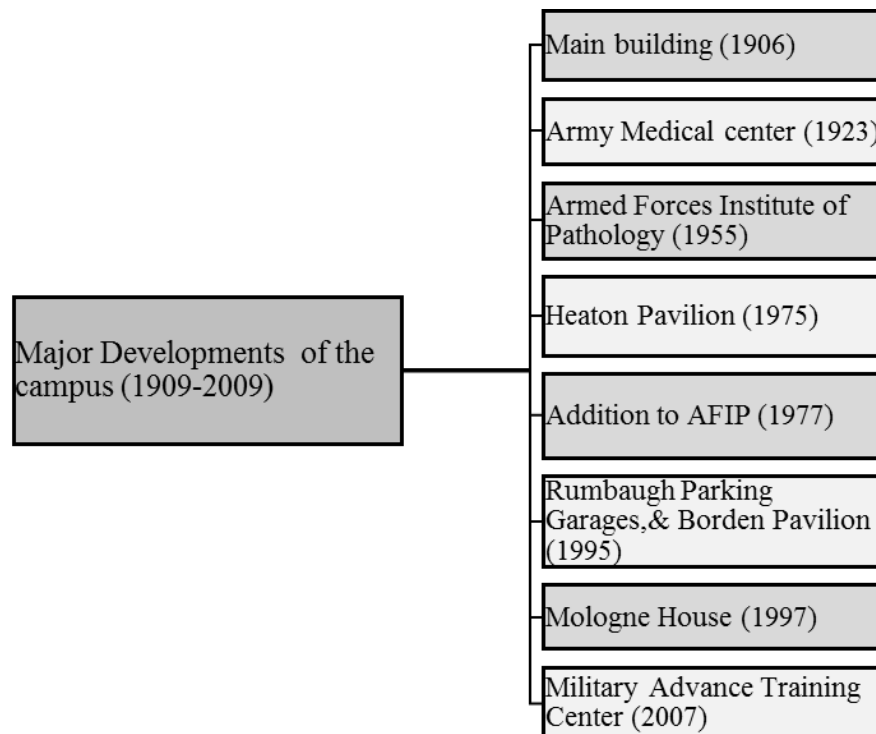 Main building (1906)
Army Medical center (1923)
Armed Forces Institute of
Pathology (1955)
Heaton Pavilion (1975)
Major Developments of the
campus (1909-2009)
Addition to AFIP (1977)
Rumbaugh Parking
Garages,& Borden Pavilion
(1995)
Mologne House (1997)
Military Advance Training
Center (2007)